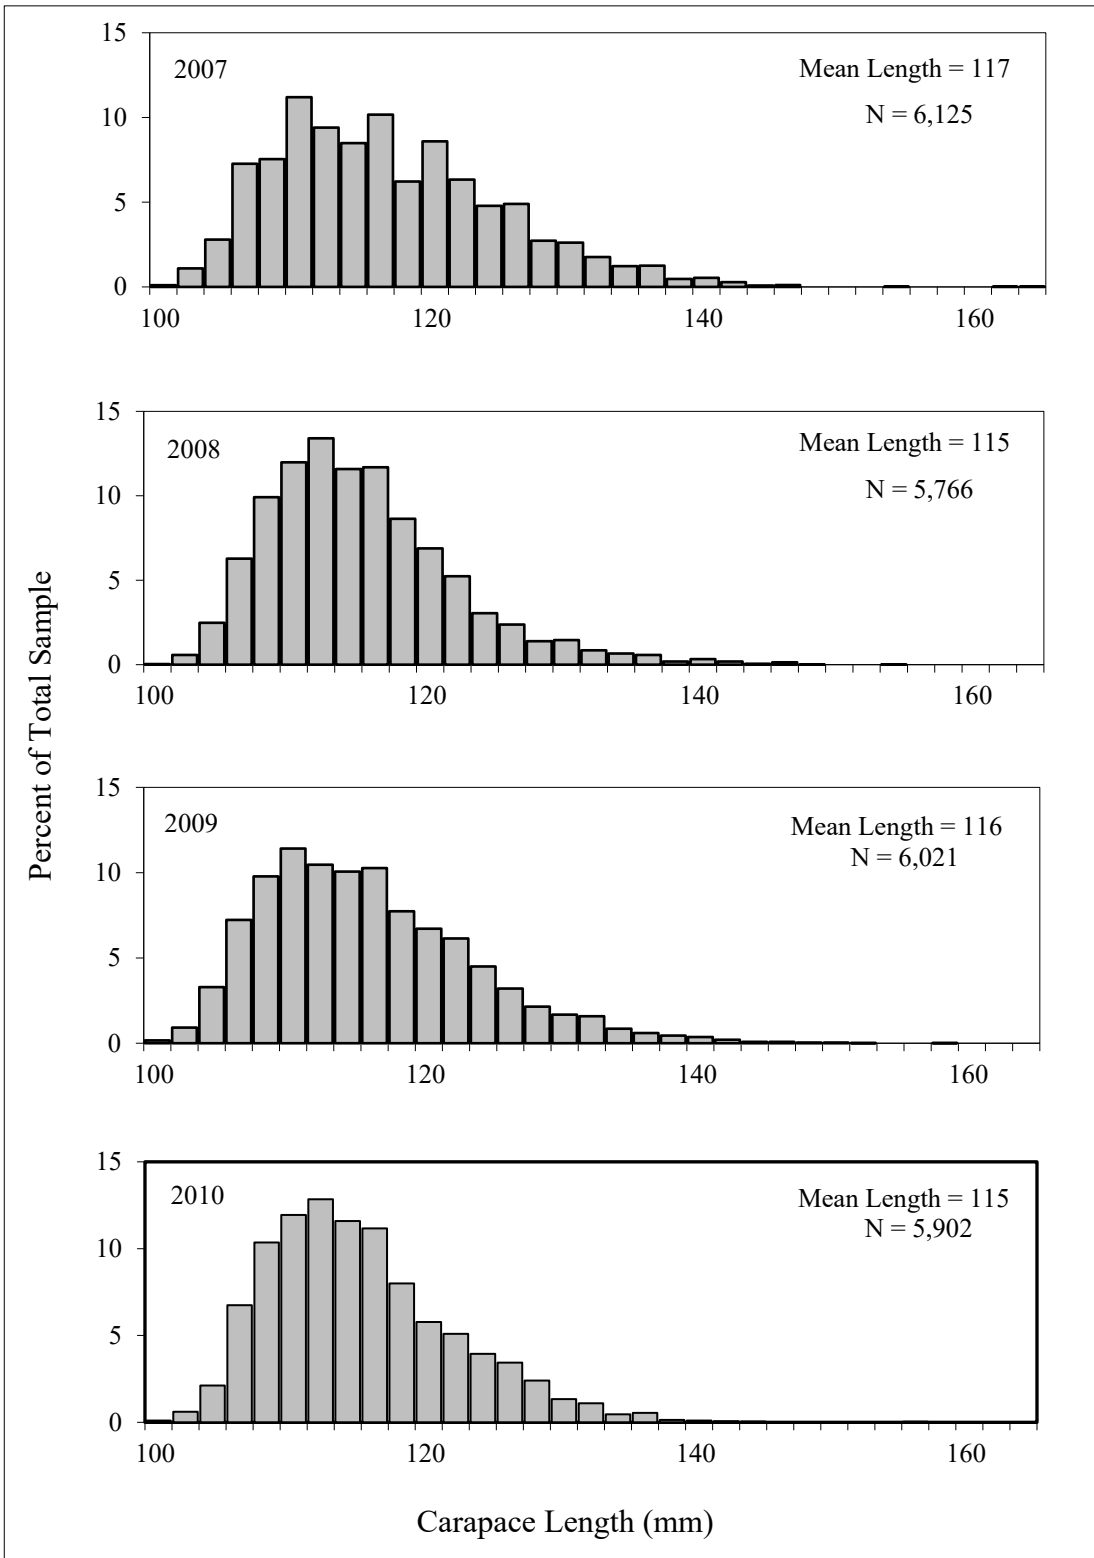 15
2007
Mean Length = 117
10
N = 6,125
5
0
100 120 140 160
15
2008
Mean Length = 115
10
N = 5,766
5
0
100 120 140 160
Percent of Total Sample
15
2009
Mean Length = 116
N = 6,021
10
5
0
100 120 140 160
15
2010
Mean Length = 115
N = 5,902
10
5
0
100 120 140 160
Carapace Length (mm)